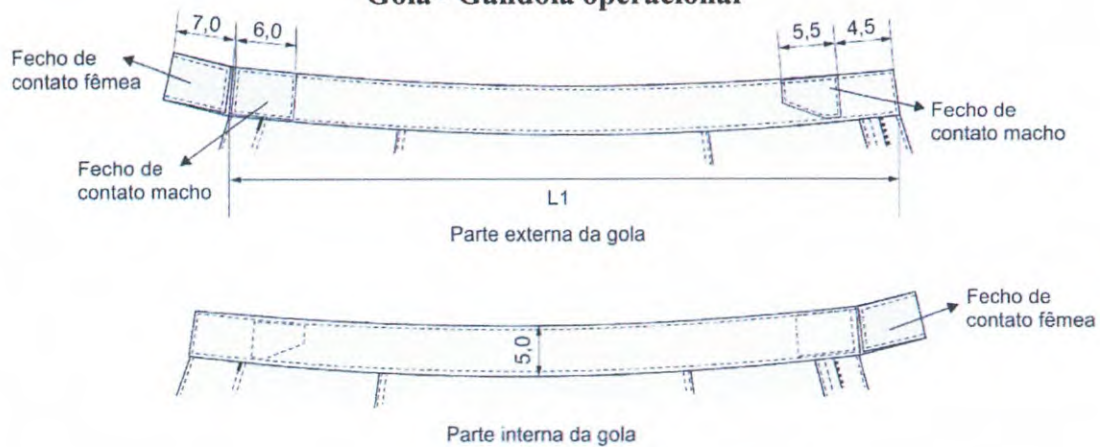 Gola - Gandola operacional
7,0
6,0
5,5
4,5
Fecho de
contato fêmea
Fecho de
contato macho
Fecho de
contato macho
L1
Parte externa da gola
Fecho de
contato fêmea
5,0
Parte interna da gola